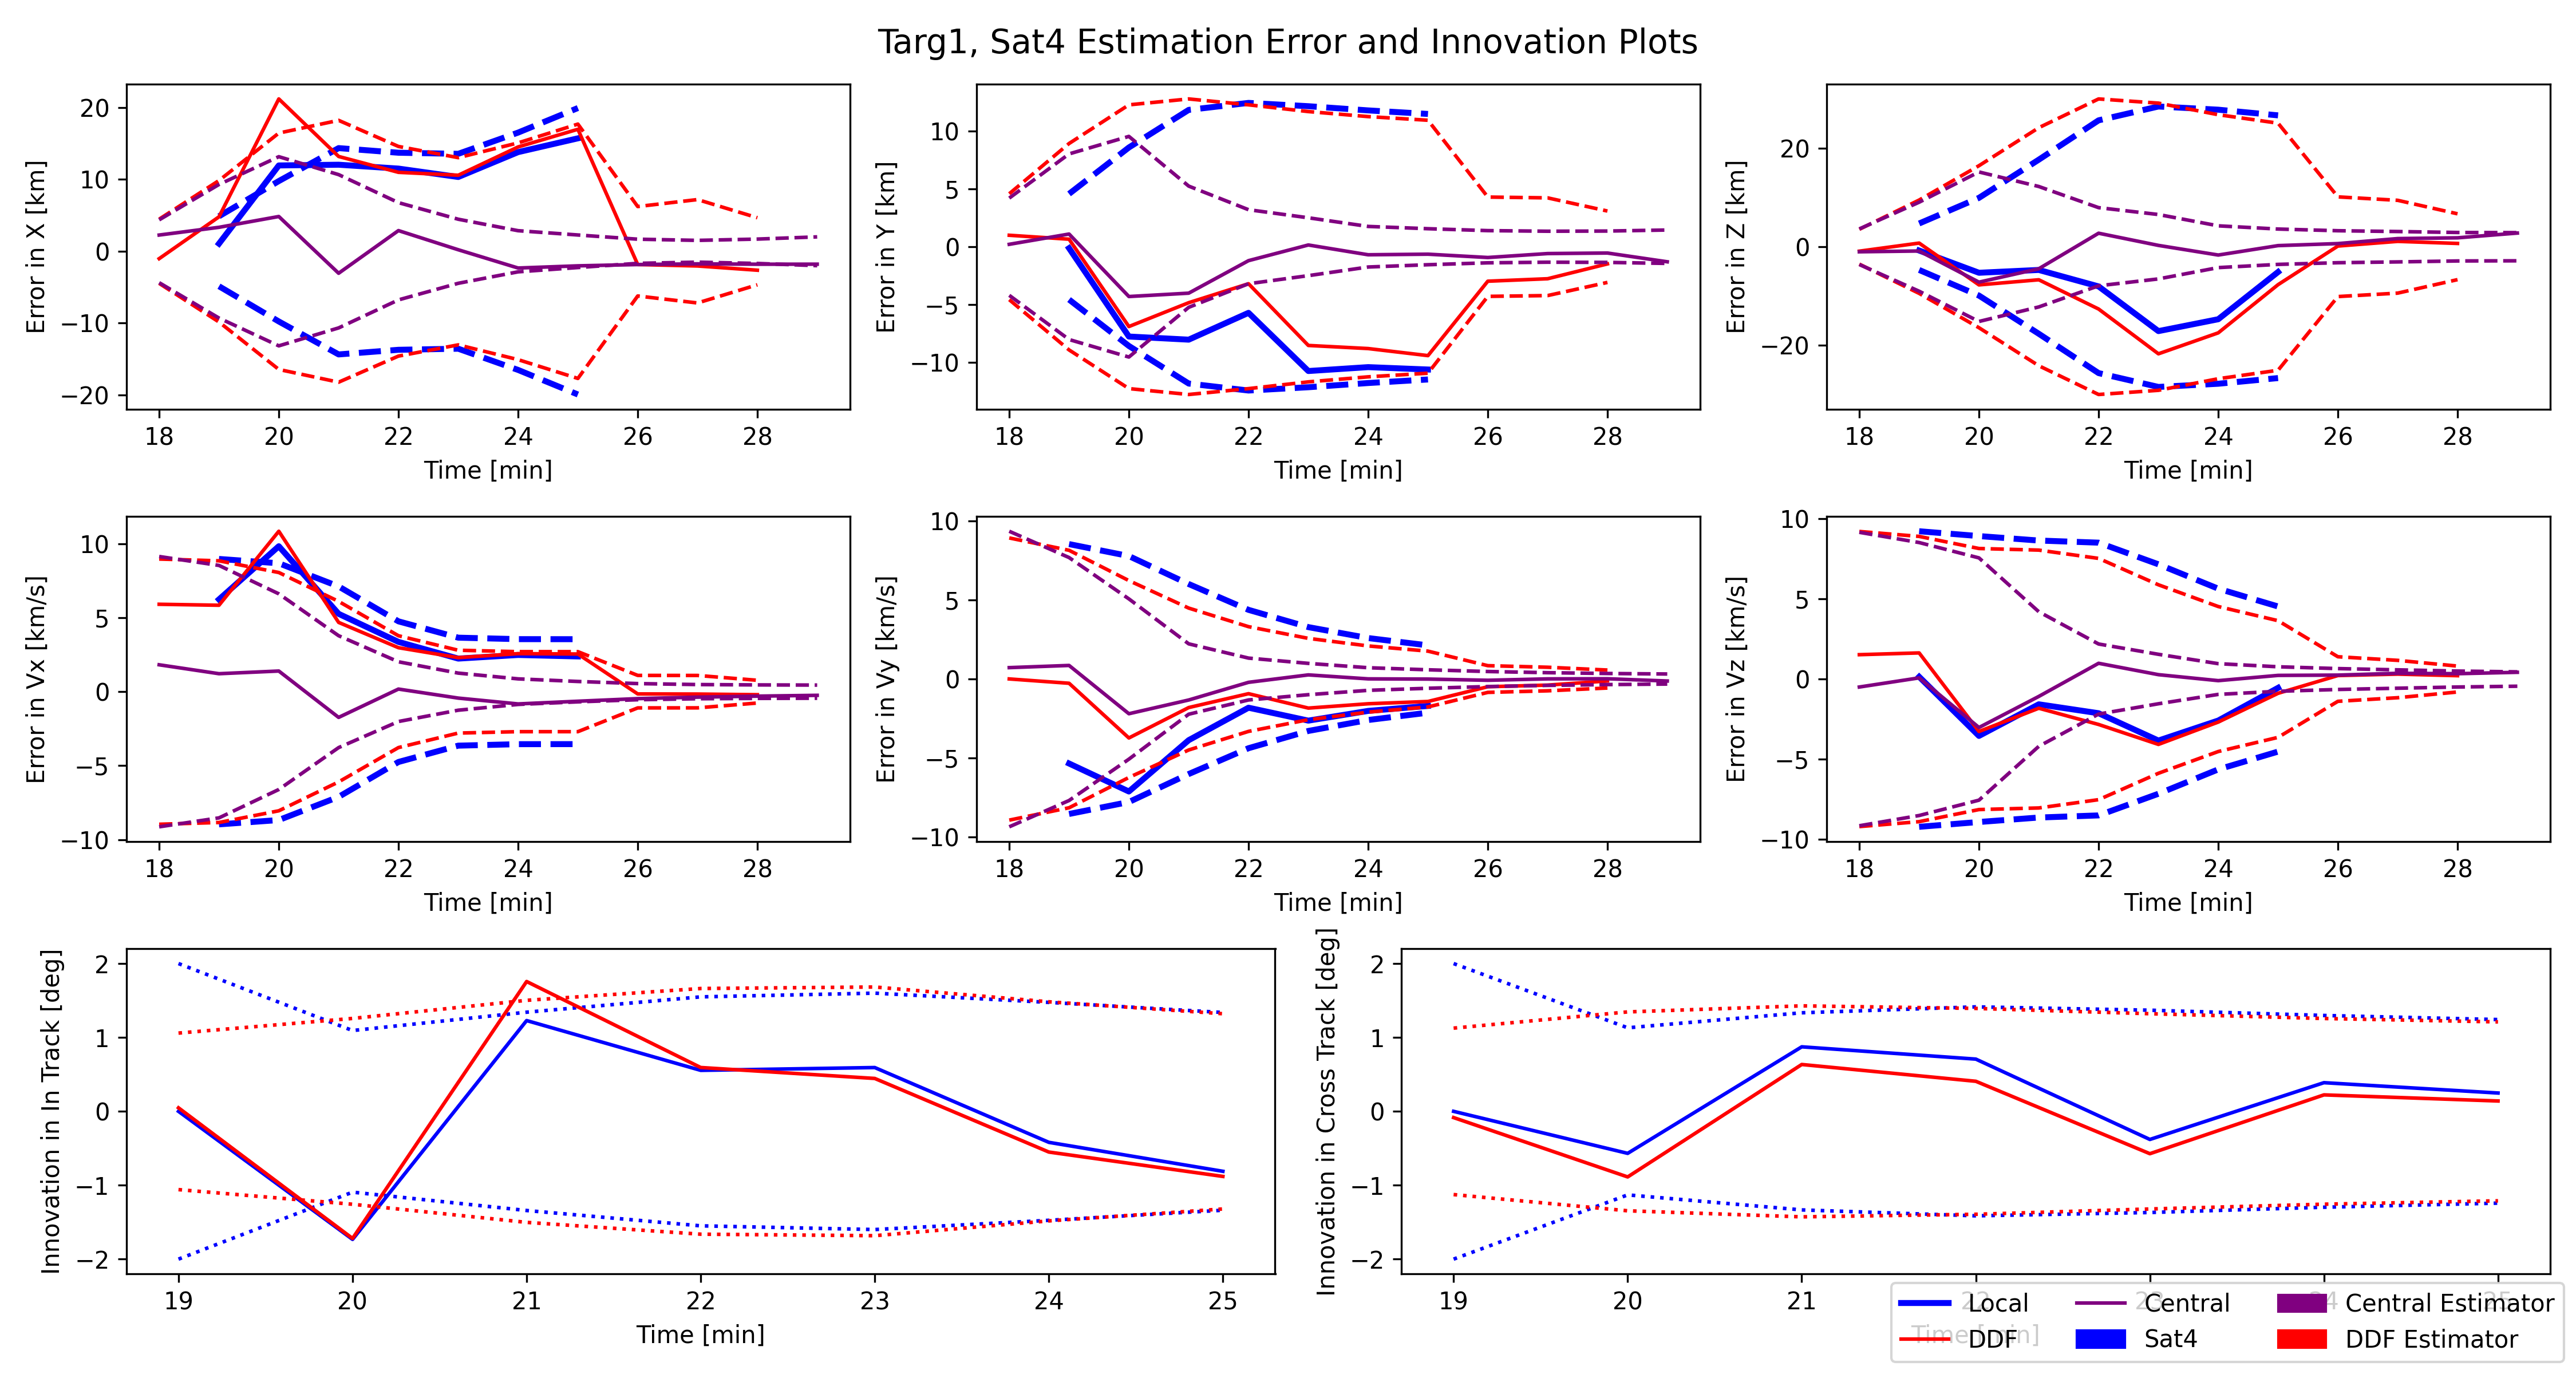 Targ1, Sat4 Estimation Error and Innovation Plots
Error in X [km]
20
10
0
−10
−20
18 20 22 24 26 28
Time [min]
Error in Y [km]
10
5
0
−5
−10
18 20 22 24 26 28
Time [min]
Error in Z [km]
20
0
−20
18 20 22 24 26 28
Time [min]
Error in Vx [km/s]
10
5
0
−5
−10
18 20 22 24 26 28
Time [min]
Error in Vy [km/s]
10
5
0
−5
−10
18 20 22 24 26 28
Time [min]
Error in Vz [km/s]
10
5
0
−5
−10
18 20 22 24 26 28
Time [min]
Innovation in In Track [deg]
2
1
0
−1
−2
19 20 21 22 23 24 25
Time [min]
Innovation in Cross Track [deg]
2
1
0
−1
−2
19 20 21 22 23 24 25
Time [min]
Local
DDF
Central
Sat4
Central Estimator
DDF Estimator